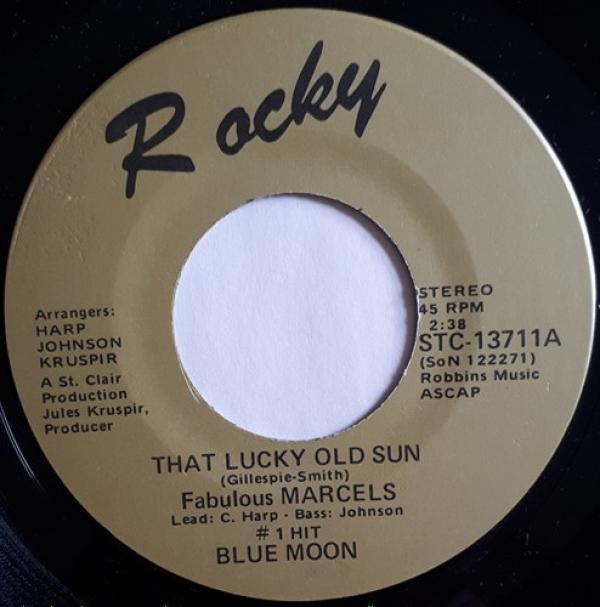 Rocky
Arrangers:
HARP
JOHNSON
KRUSPIR
A St. Clair
Production
Jules Kruspir,
Producer
STEREO
45 RPM
2:38
STC-13711A
(SoN 122271)
Robbins Music
ASCAP
THAT LUCKY OLD SUN
(Gillespie-Smith)
Fabulous MARCELS
Lead: C. Harp - Bass: Johnson
# 1 HIT
BLUE MOON